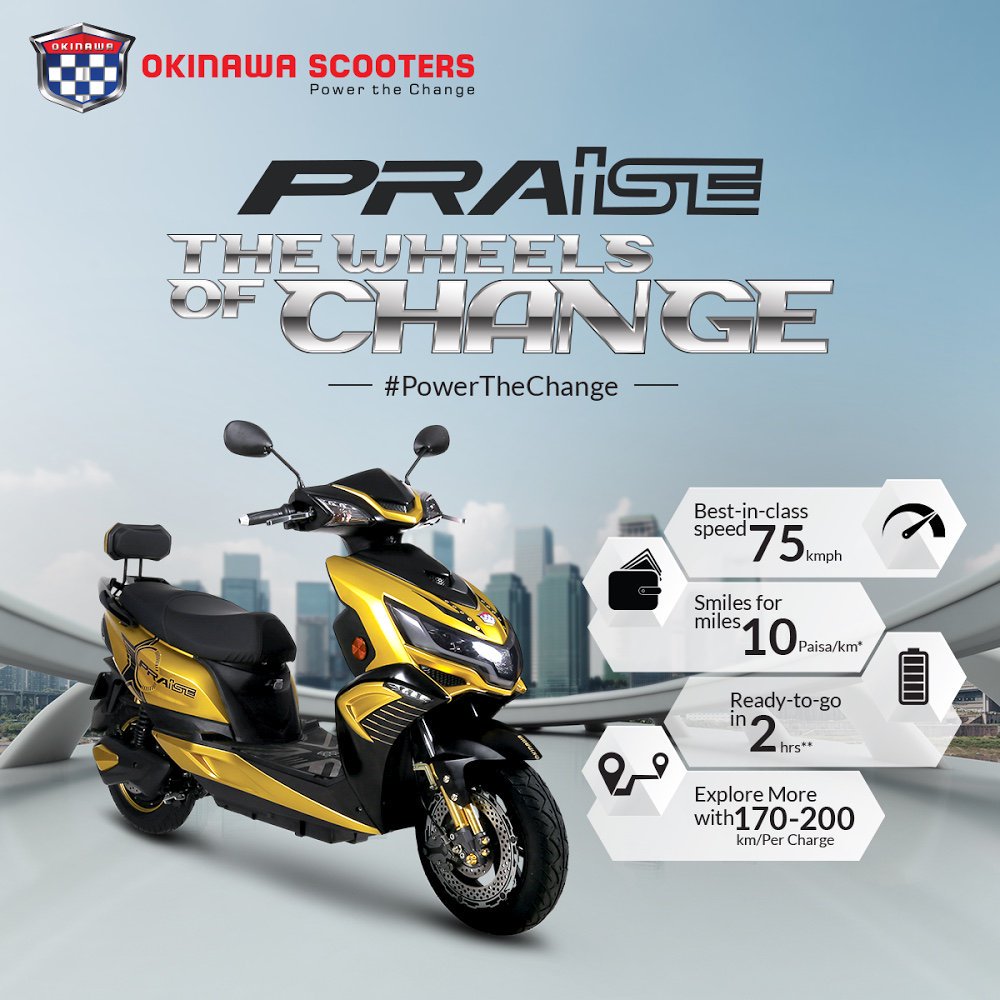 OKINAWA
OKINAWA SCOOTERS
Power the Change
PRAiSE
THE WHEELS
OF CHANGE
#PowerTheChange
Best-in-class
speed 75 kmph
Smiles for
miles 10 Paisa/km*
Ready-to-go
in 2 hrs**
Explore More
with 170-200
km/Per Charge
PRAiSE